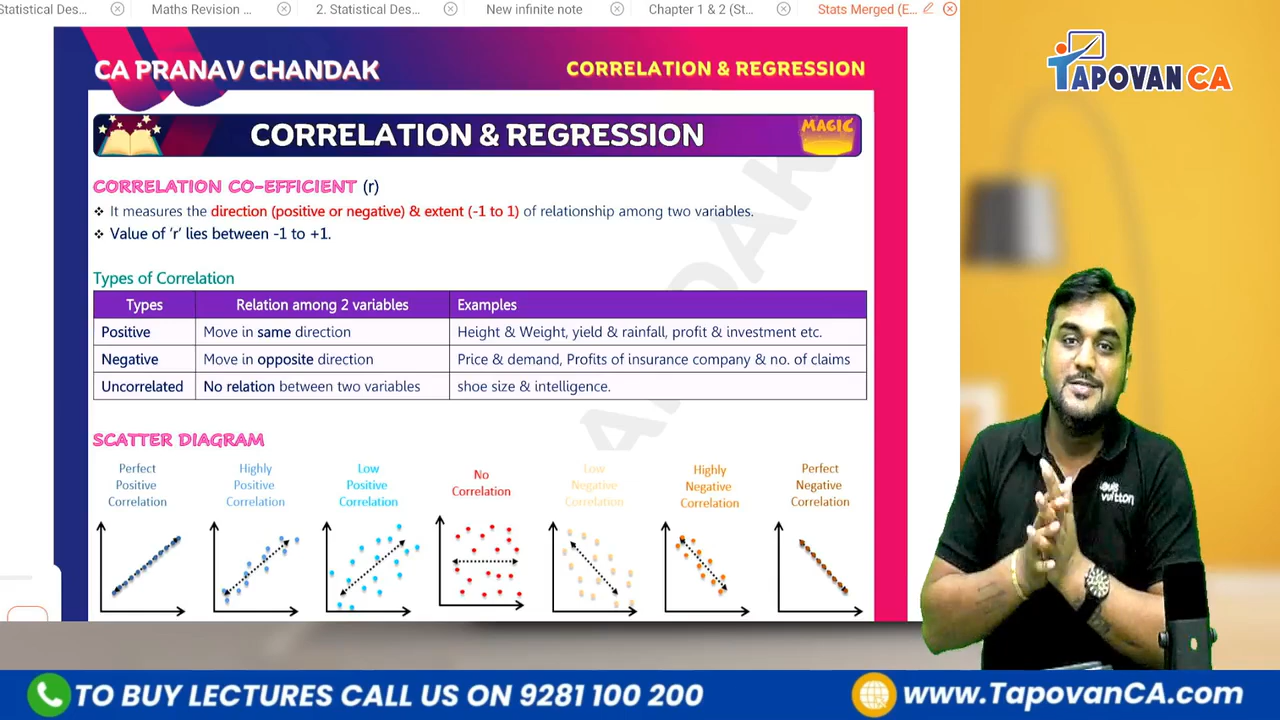 Statistical Des...
Maths Revision ...
2. Statistical Des...
New infinite note
Chapter 1 & 2 (St...
Stats Merged (E...
CA PRANAV CHANDAK
CORRELATION & REGRESSION
TAPOVAN CA
CORRELATION & REGRESSION
MAGIC
CORRELATION CO-EFFICIENT (r)
❖ It measures the direction (positive or negative) & extent (-1 to 1) of relationship among two variables.
❖ Value of 'r' lies between -1 to +1.
Types of Correlation
Types Relation among 2 variables Examples
Positive Move in same direction Height & Weight, yield & rainfall, profit & investment etc.
Negative Move in opposite direction Price & demand, Profits of insurance company & no. of claims
Uncorrelated No relation between two variables shoe size & intelligence.
SCATTER DIAGRAM
Perfect
Positive
Correlation
Highly
Positive
Correlation
Low
Positive
Correlation
No
Correlation
Low
Negative
Correlation
Highly
Negative
Correlation
Perfect
Negative
Correlation
louis
vuitton
TO BUY LECTURES CALL US ON 9281 100 200
www.TapovanCA.com